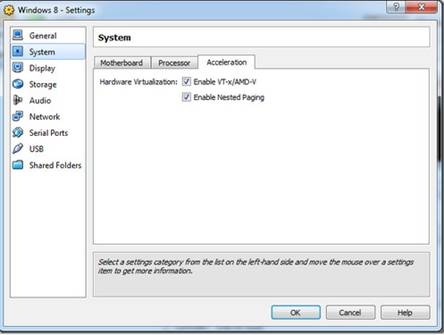 Windows 8 - Settings
General
System
Display
Storage
Audio
Network
Serial Ports
USB
Shared Folders
System
Motherboard Processor Acceleration
Hardware Virtualization: Enable VT-x/AMD-V
Enable Nested Paging
Select a settings category from the list on the left-hand side and move the mouse over a settings
item to get more information.
OK Cancel Help